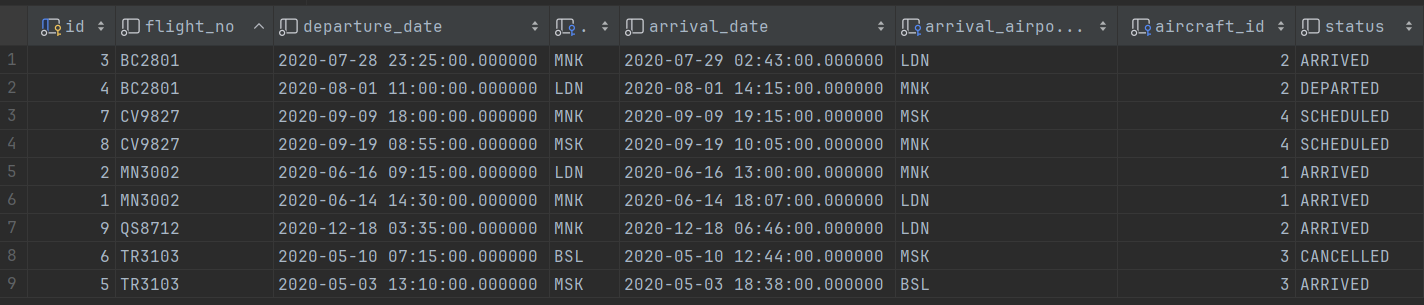 id flight_no departure_date . arrival_date arrival_airpo... aircraft_id status
1 3 BC2801 2020-07-28 23:25:00.000000 MNK 2020-07-29 02:43:00.000000 LDN 2 ARRIVED
2 4 BC2801 2020-08-01 11:00:00.000000 LDN 2020-08-01 14:15:00.000000 MNK 2 DEPARTED
3 7 CV9827 2020-09-09 18:00:00.000000 MNK 2020-09-09 19:15:00.000000 MSK 4 SCHEDULED
4 8 CV9827 2020-09-19 08:55:00.000000 MSK 2020-09-19 10:05:00.000000 MNK 4 SCHEDULED
5 2 MN3002 2020-06-16 09:15:00.000000 LDN 2020-06-16 13:00:00.000000 MNK 1 ARRIVED
6 1 MN3002 2020-06-14 14:30:00.000000 MNK 2020-06-14 18:07:00.000000 LDN 1 ARRIVED
7 9 QS8712 2020-12-18 03:35:00.000000 MNK 2020-12-18 06:46:00.000000 LDN 2 ARRIVED
8 6 TR3103 2020-05-10 07:15:00.000000 BSL 2020-05-10 12:44:00.000000 MSK 3 CANCELLED
9 5 TR3103 2020-05-03 13:10:00.000000 MSK 2020-05-03 18:38:00.000000 BSL 3 ARRIVED